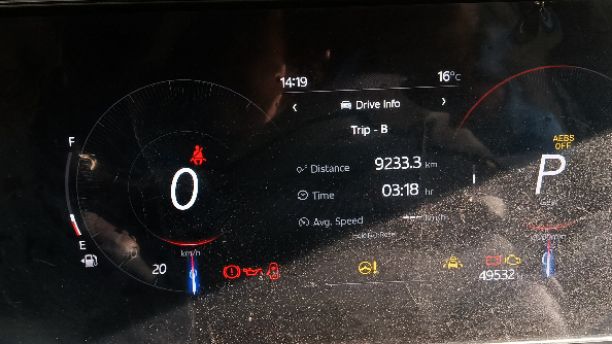 14:19
16°C
Drive Info
Trip - B
AEBS
OFF
F
Distance 9233.3 km
0
P
Time 03:18 hr
Avg. Speed --- km/h
E
km/h
20
49532